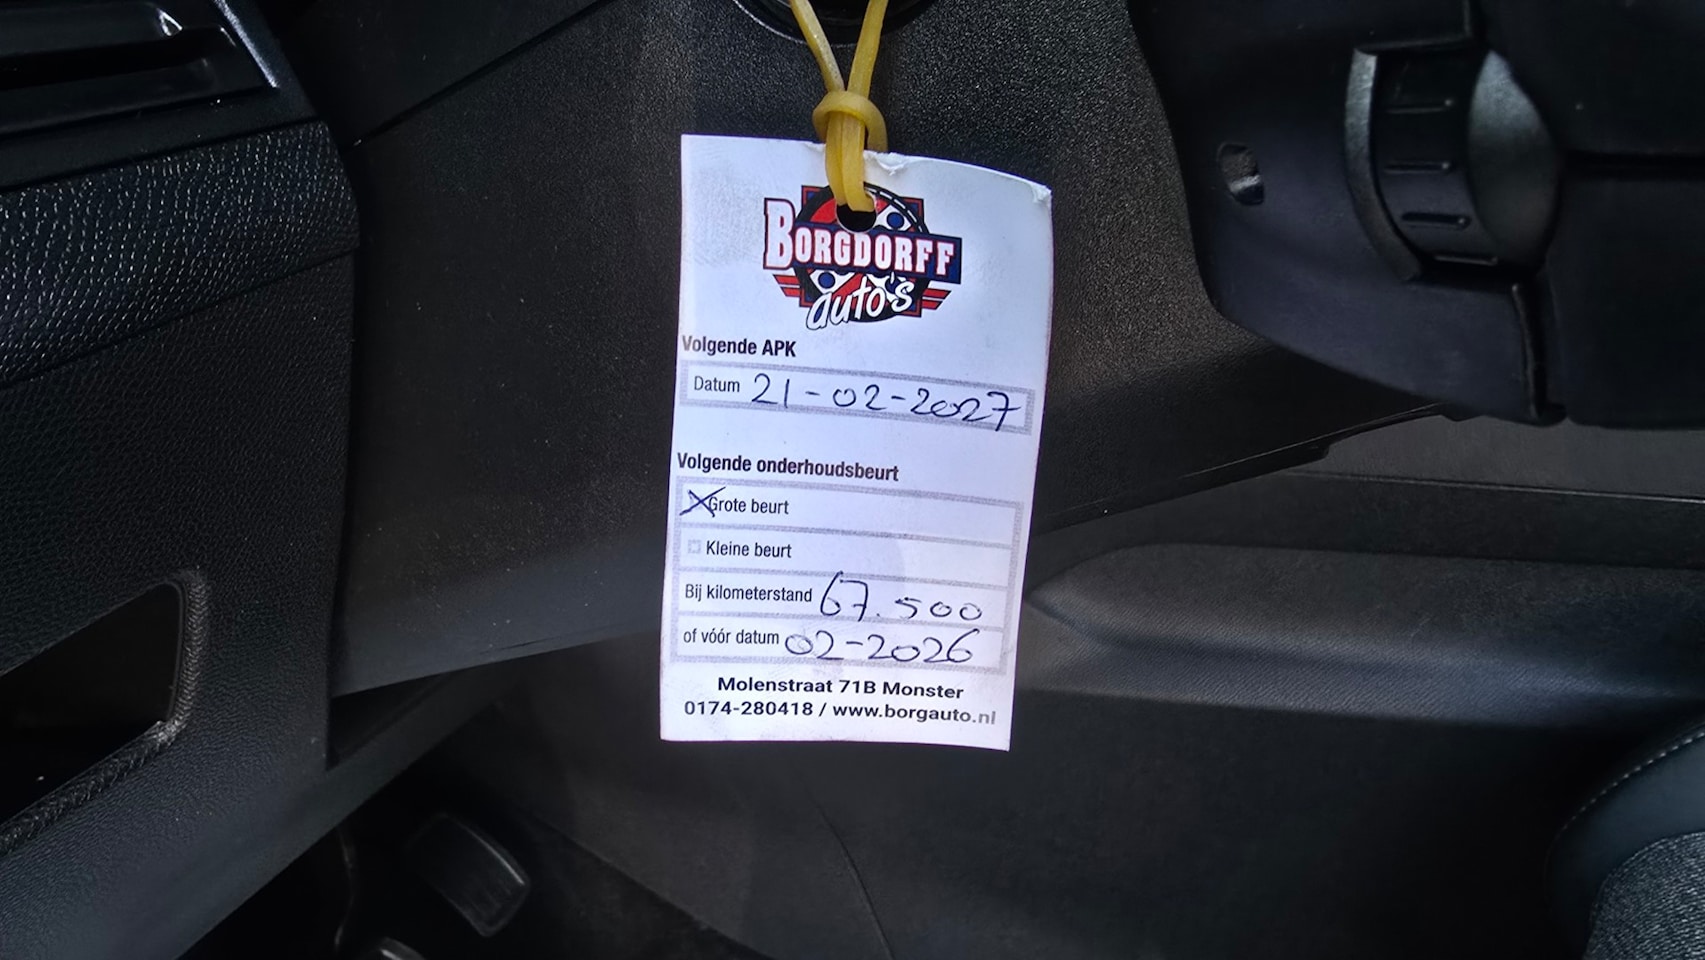 BORGDORFF
auto's
Volgende APK
Datum 21-02-2027
Volgende onderhoudsbeurt
Grote beurt
Kleine beurt
Bij kilometerstand 67.500
of vóór datum 02-2026
Molenstraat 71B Monster
0174-280418 / www.borgauto.nl